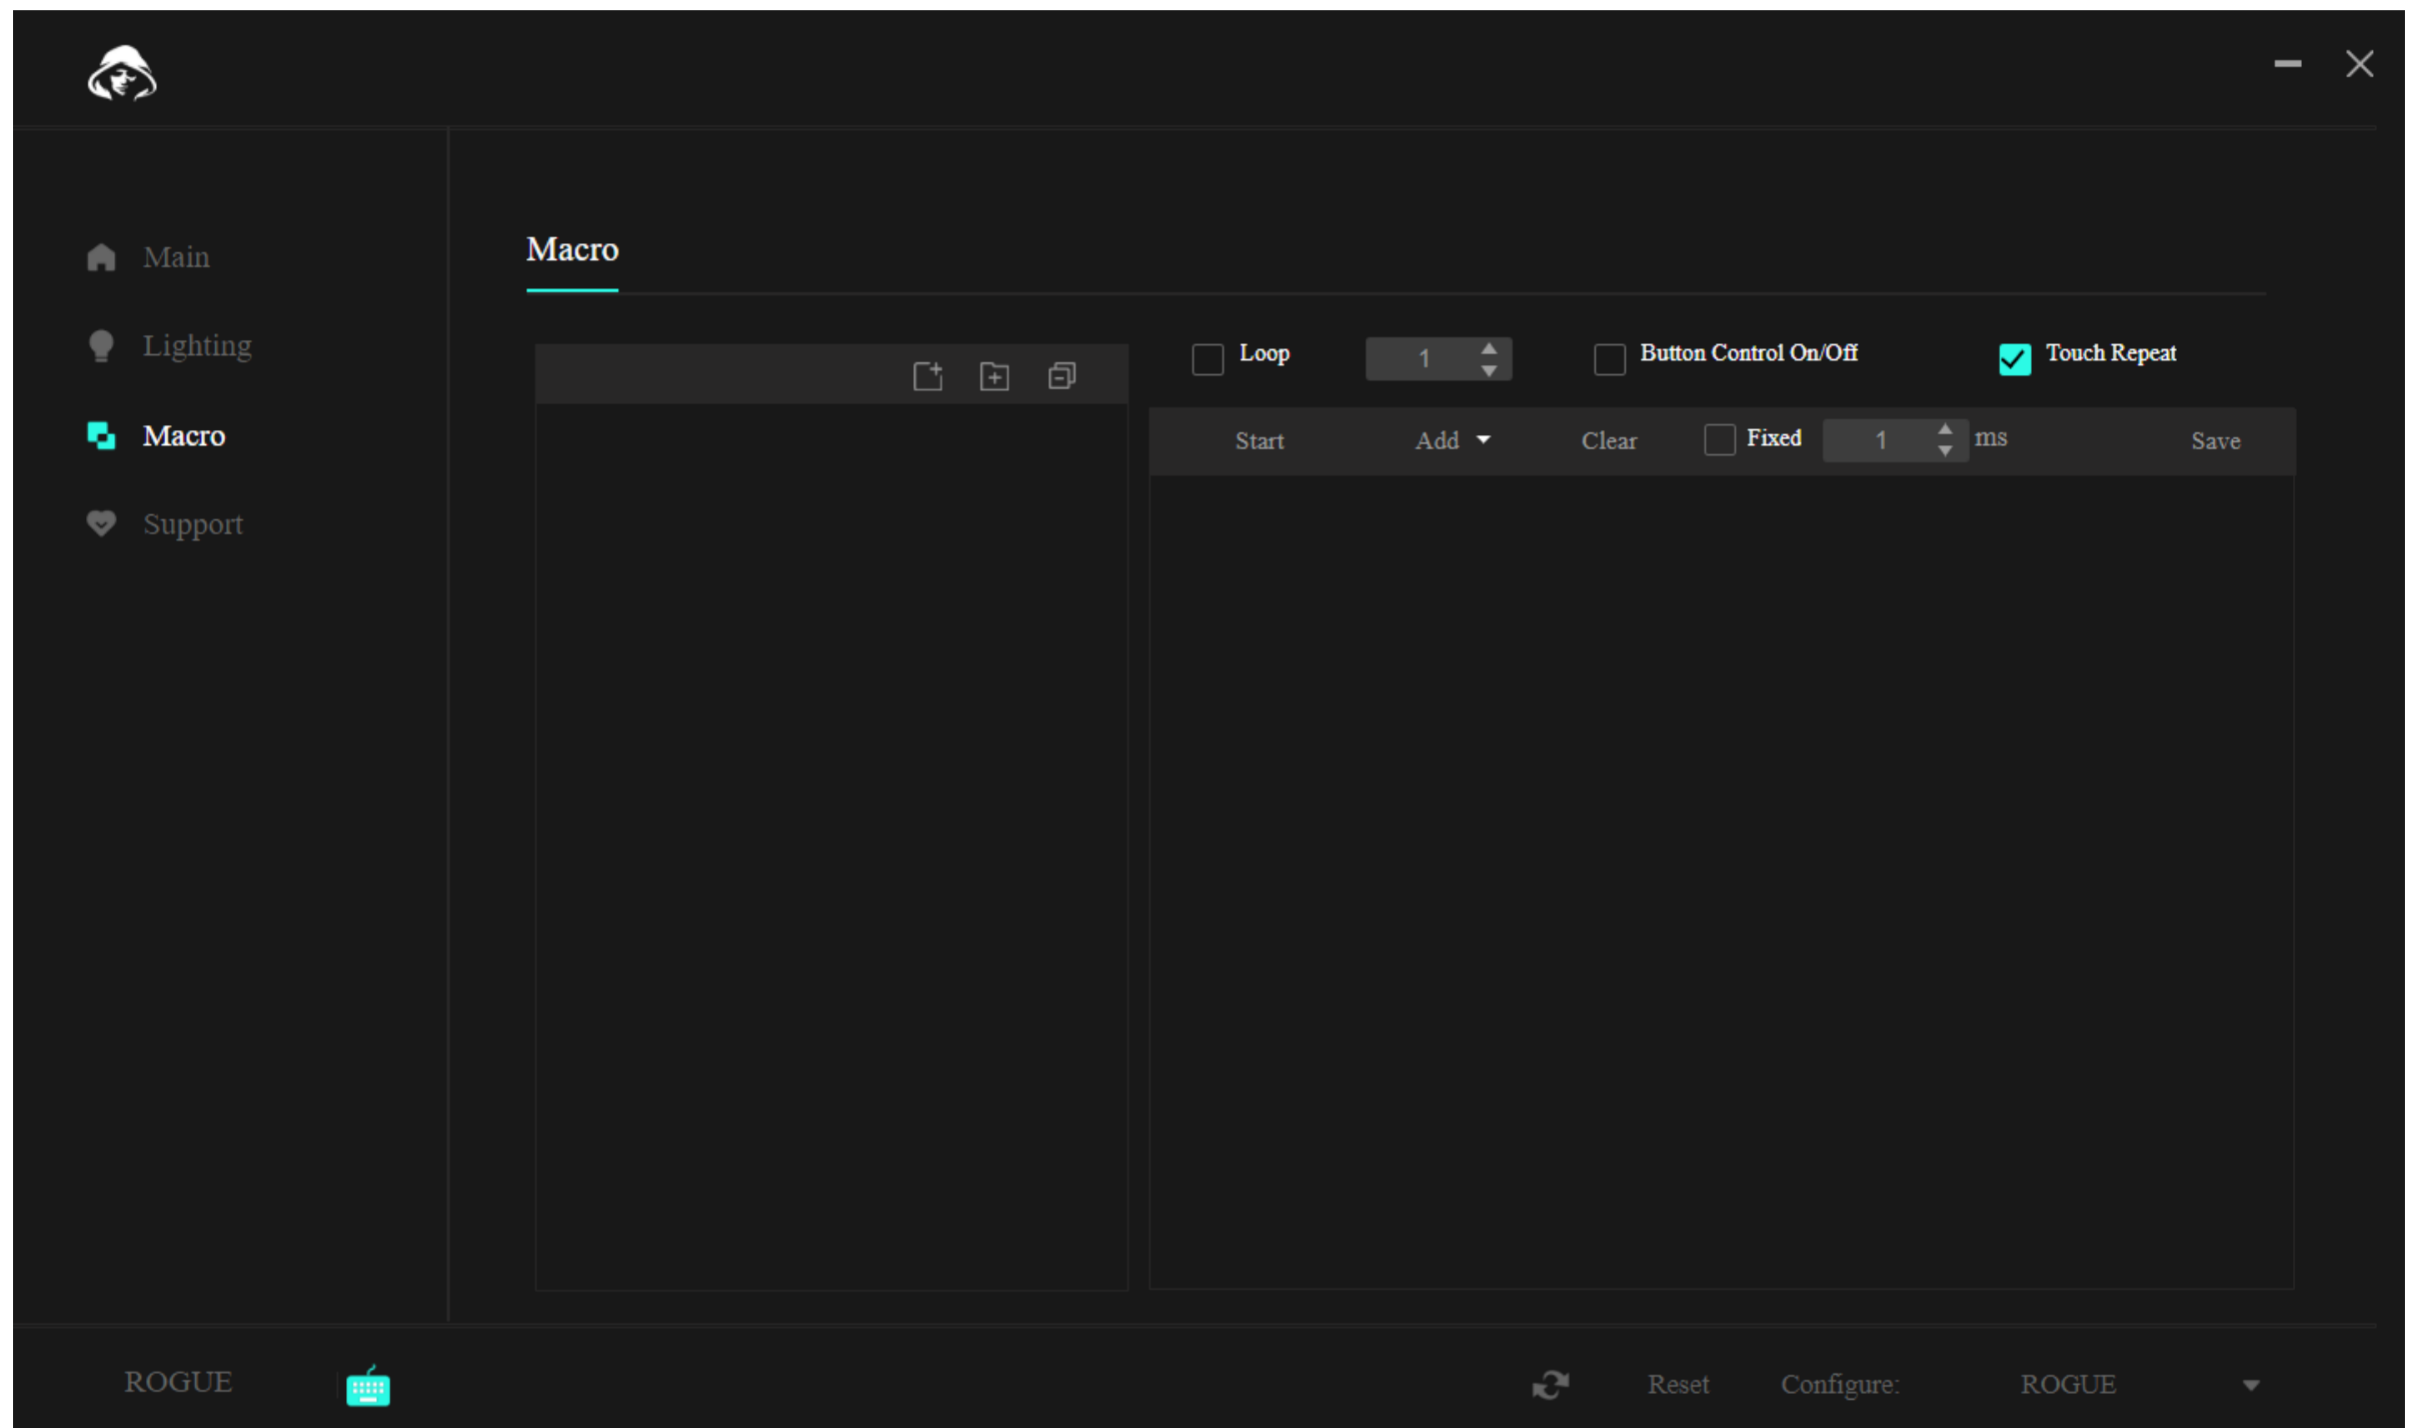 Main
Lighting
Macro
Support
Macro
Loop 1 Button Control On/Off Touch Repeat
Start Add Clear Fixed 1 ms Save
ROGUE Reset Configure: ROGUE